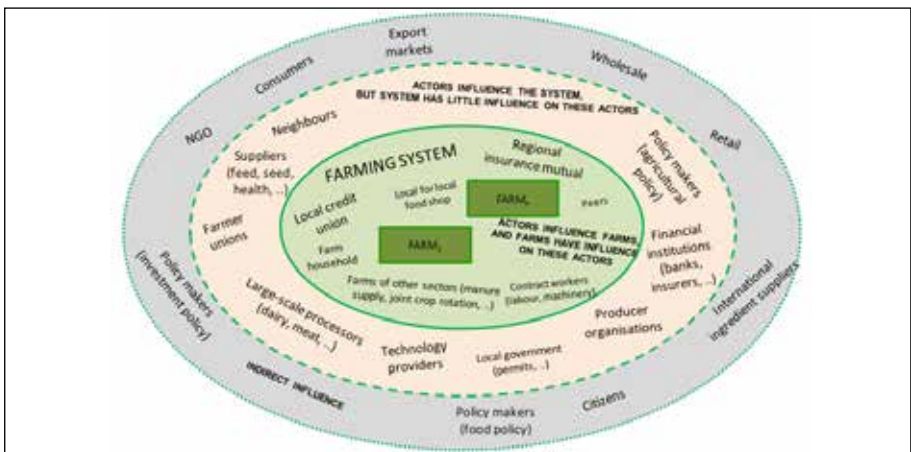 Export
markets
Wholesale
Consumers
NGO
Retail
ACTORS INFLUENCE THE SYSTEM,
BUT SYSTEM HAS LITTLE INFLUENCE ON THESE ACTORS
Neighbours
Suppliers
(feed, seed,
health, ..)
Policy makers
(agricultural
policy)
FARMING SYSTEM
Regional
insurance mutual
Local credit
union
Local for local
food shop
FARMₙ
Peers
Farmer
unions
Farm
household
FARM₁
ACTORS INFLUENCE FARMS,
AND FARMS HAVE INFLUENCE
ON THESE ACTORS
Financial
institutions
(banks,
insurers, ..)
Farms of other sectors (manure
supply, joint crop rotation, ..)
Contract workers
(labour, machinery)
Policy makers
(investment policy)
Large-scale processors
(dairy, meat, ..)
International
ingredient suppliers
Producer
organisations
Technology
providers
Local government
(permits, ..)
INDIRECT INFLUENCE
Policy makers
(food policy)
Citizens